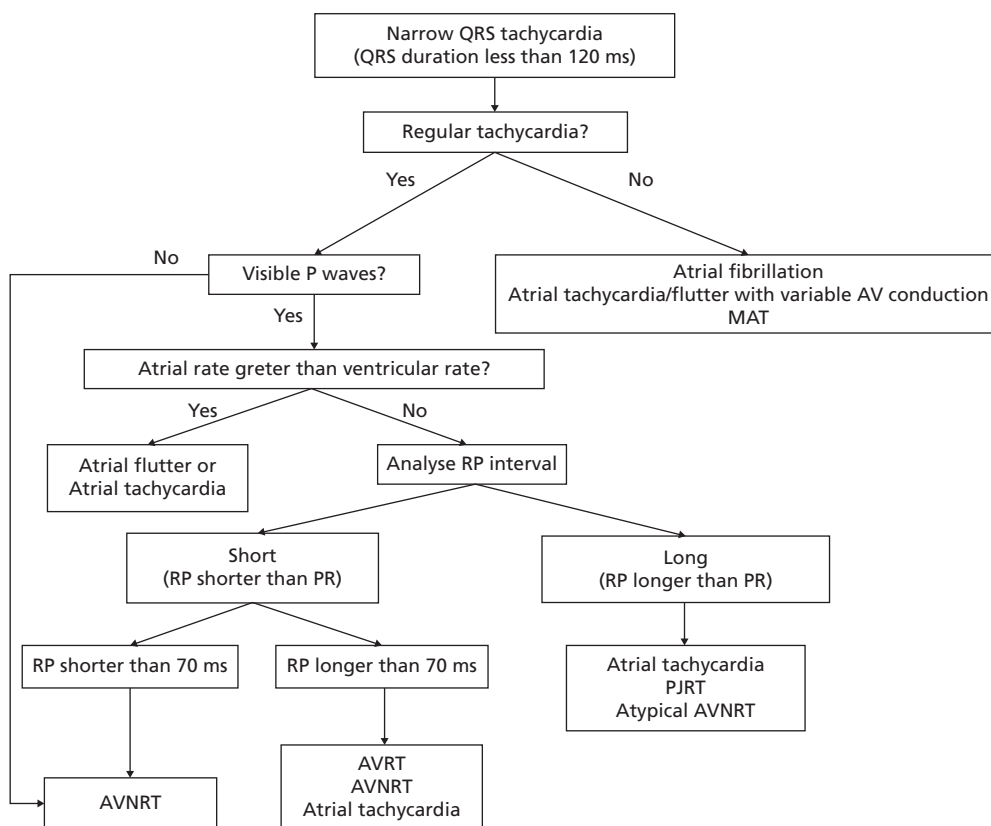 Narrow QRS tachycardia
(QRS duration less than 120 ms)
Regular tachycardia?
Yes
No
No
Visible P waves?
Atrial fibrillation
Atrial tachycardia/flutter with variable AV conduction
MAT
Yes
Atrial rate greter than ventricular rate?
Yes
No
Atrial flutter or
Atrial tachycardia
Analyse RP interval
Short
(RP shorter than PR)
Long
(RP longer than PR)
RP shorter than 70 ms
RP longer than 70 ms
Atrial tachycardia
PJRT
Atypical AVNRT
AVNRT
AVRT
AVNRT
Atrial tachycardia